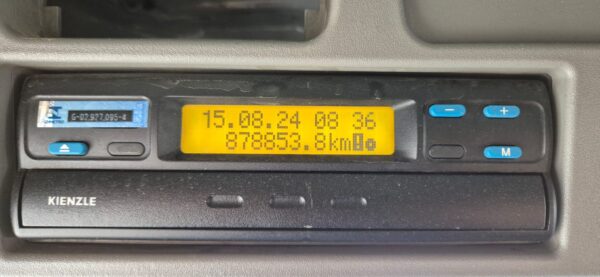 G-07.977.095-4
15.08.24 08 36
878853.8km
− +
M
KIENZLE